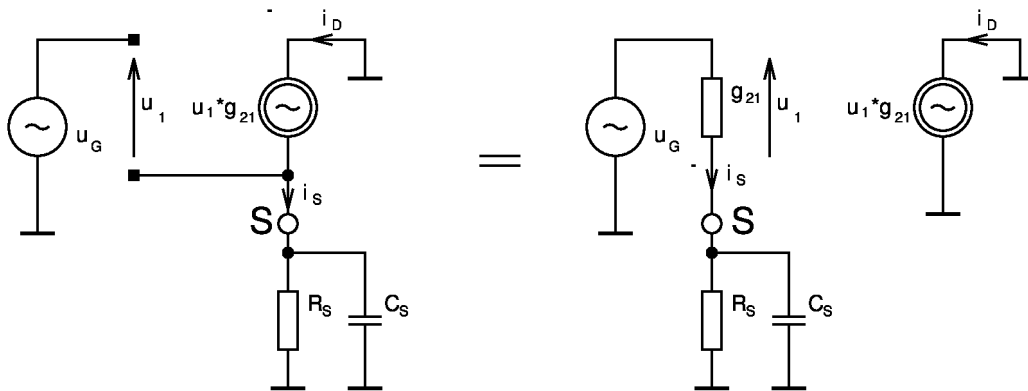 i D
u 1
u 1 *g 21
u G
i S
S
R S
C S
=
i D
g 21
u 1
u 1 *g 21
u G
i S
S
R S
C S